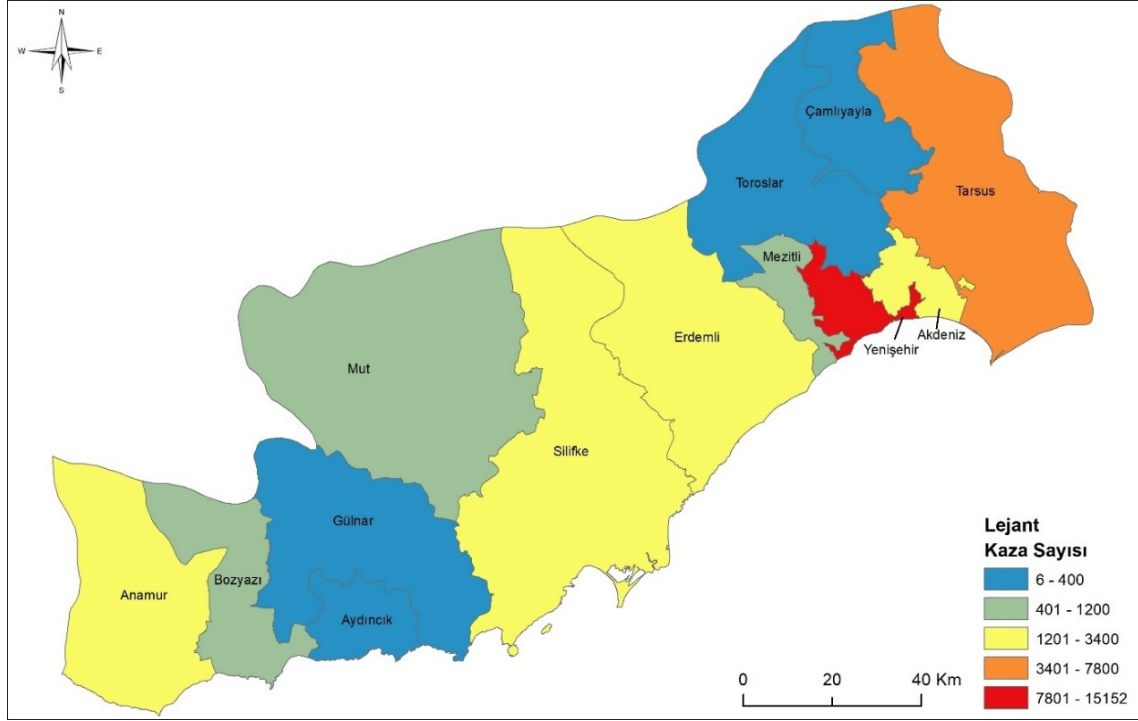 N
W E
S
Çamlıyayla
Toroslar
Tarsus
Mezitli
Erdemli
Akdeniz
Yenişehir
Mut
Silifke
Gülnar
Bozyazı
Anamur
Aydıncık
Lejant
Kaza Sayısı
6 - 400
401 - 1200
1201 - 3400
3401 - 7800
7801 - 15152
0 20 40 Km